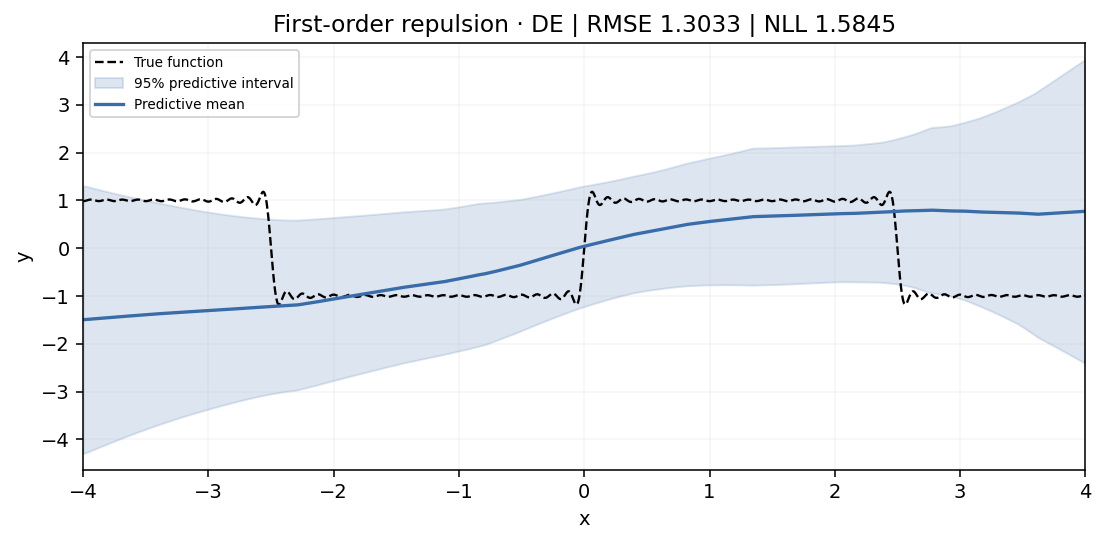 First-order repulsion · DE | RMSE 1.3033 | NLL 1.5845
True function
95% predictive interval
Predictive mean
y
4
3
2
1
0
−1
−2
−3
−4
−4 −3 −2 −1 0 1 2 3 4
x